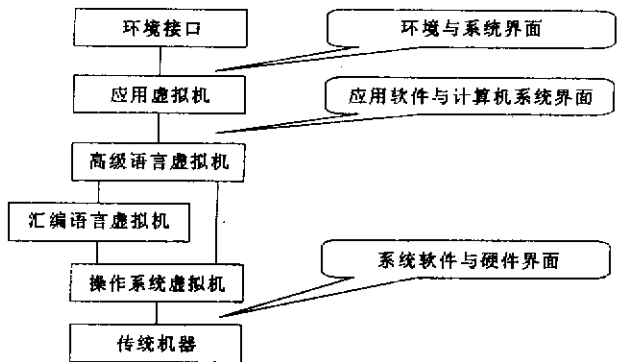 环境接口
环境与系统界面
应用虚拟机
应用软件与计算机系统界面
高级语言虚拟机
汇编语言虚拟机
系统软件与硬件界面
操作系统虚拟机
传统机器